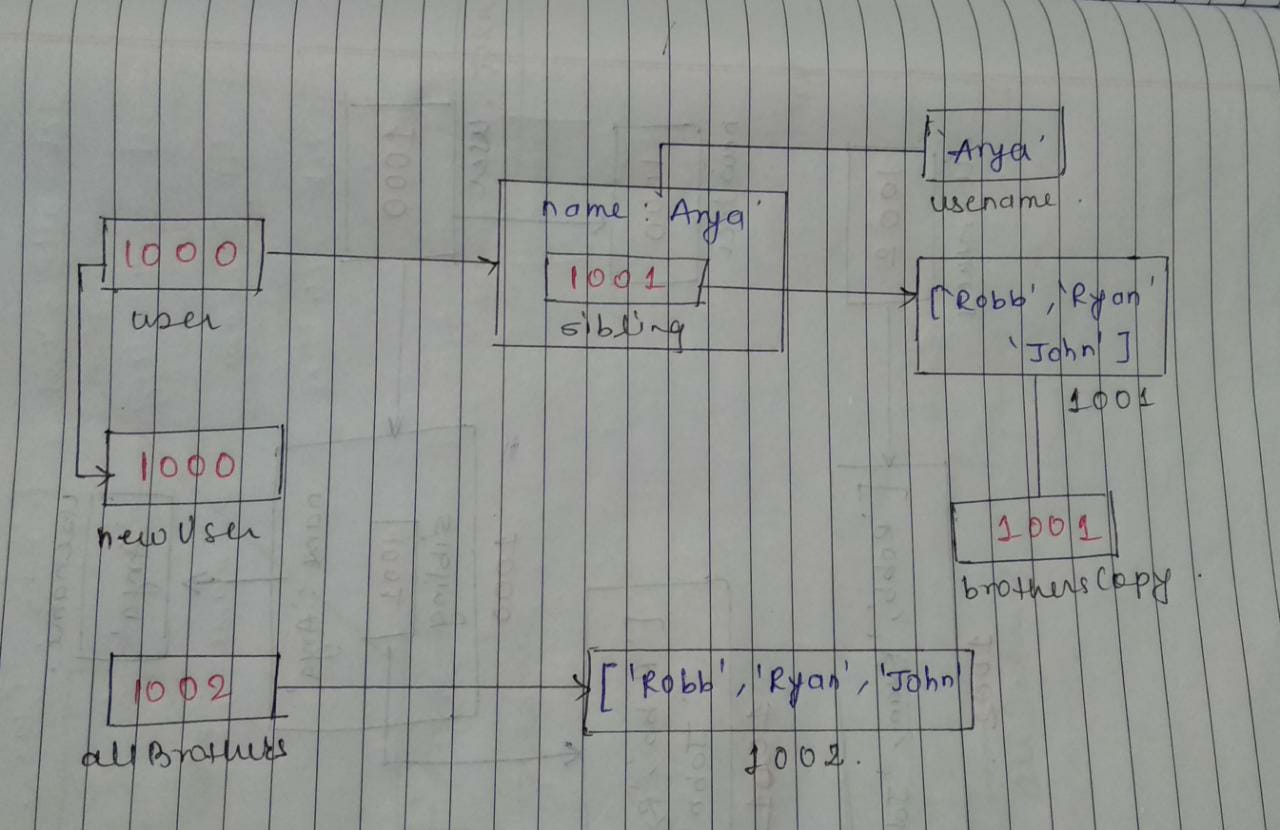 'Arya'
usename.
name : 'Arya'
1000
user
1001
sibling
['Robb', 'Ryan'
'John' ]
1001
1000
newUser
1001
brothersCopy.
1002
allBrothers
['Robb', 'Ryan', 'John'
1002.